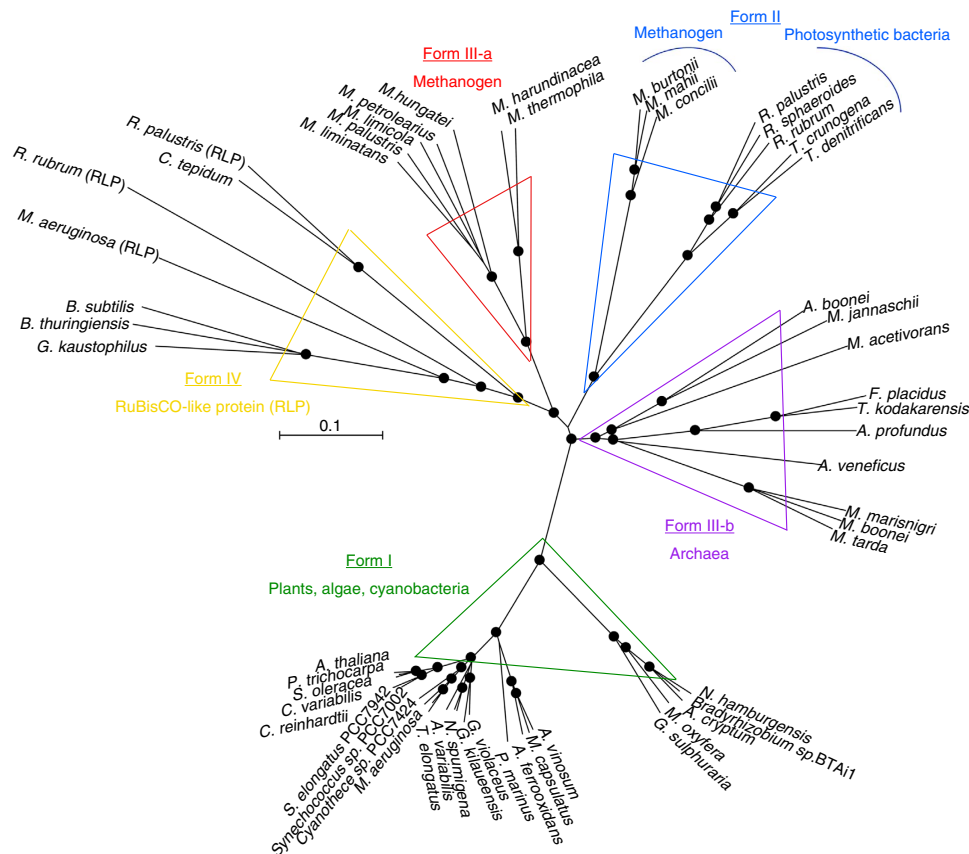 Form II
Methanogen
Photosynthetic bacteria
M. burtonii
M. mahii
M. concilii
R. palustris
R. sphaeroides
R. rubrum
T. crunogena
T. denitrificans
Form III-a
Methanogen
M. harundinacea
M. thermophila
M.hungatei
M. petrolearius
M. limicola
M. palustris
M. liminatans
R. palustris (RLP)
C. tepidum
R. rubrum (RLP)
M. aeruginosa (RLP)
B. subtilis
B. thuringiensis
G. kaustophilus
Form IV
RuBisCO-like protein (RLP)
0.1
A. boonei
M. jannaschii
M. acetivorans
F. placidus
T. kodakarensis
A. profundus
A. veneficus
M. marisnigri
M. boonei
M. tarda
Form III-b
Archaea
Form I
Plants, algae, cyanobacteria
A. thaliana
P. trichocarpa
S. oleracea
C. variabilis
C. reinhardtii
S. elongatus PCC7942
Synechococcus sp. PCC7002
Cyanothece sp. PCC7424
M. aeruginosa
T. elongatus
A. variabilis
N. spumigena
G. kilaueensis
G. violaceus
P. marinus
A. ferrooxidans
M. capsulatus
A. vinosum
G. sulphuraria
M. oxyfera
A. cryptum
Bradyrhizobium sp.BTAi1
N. hamburgensis